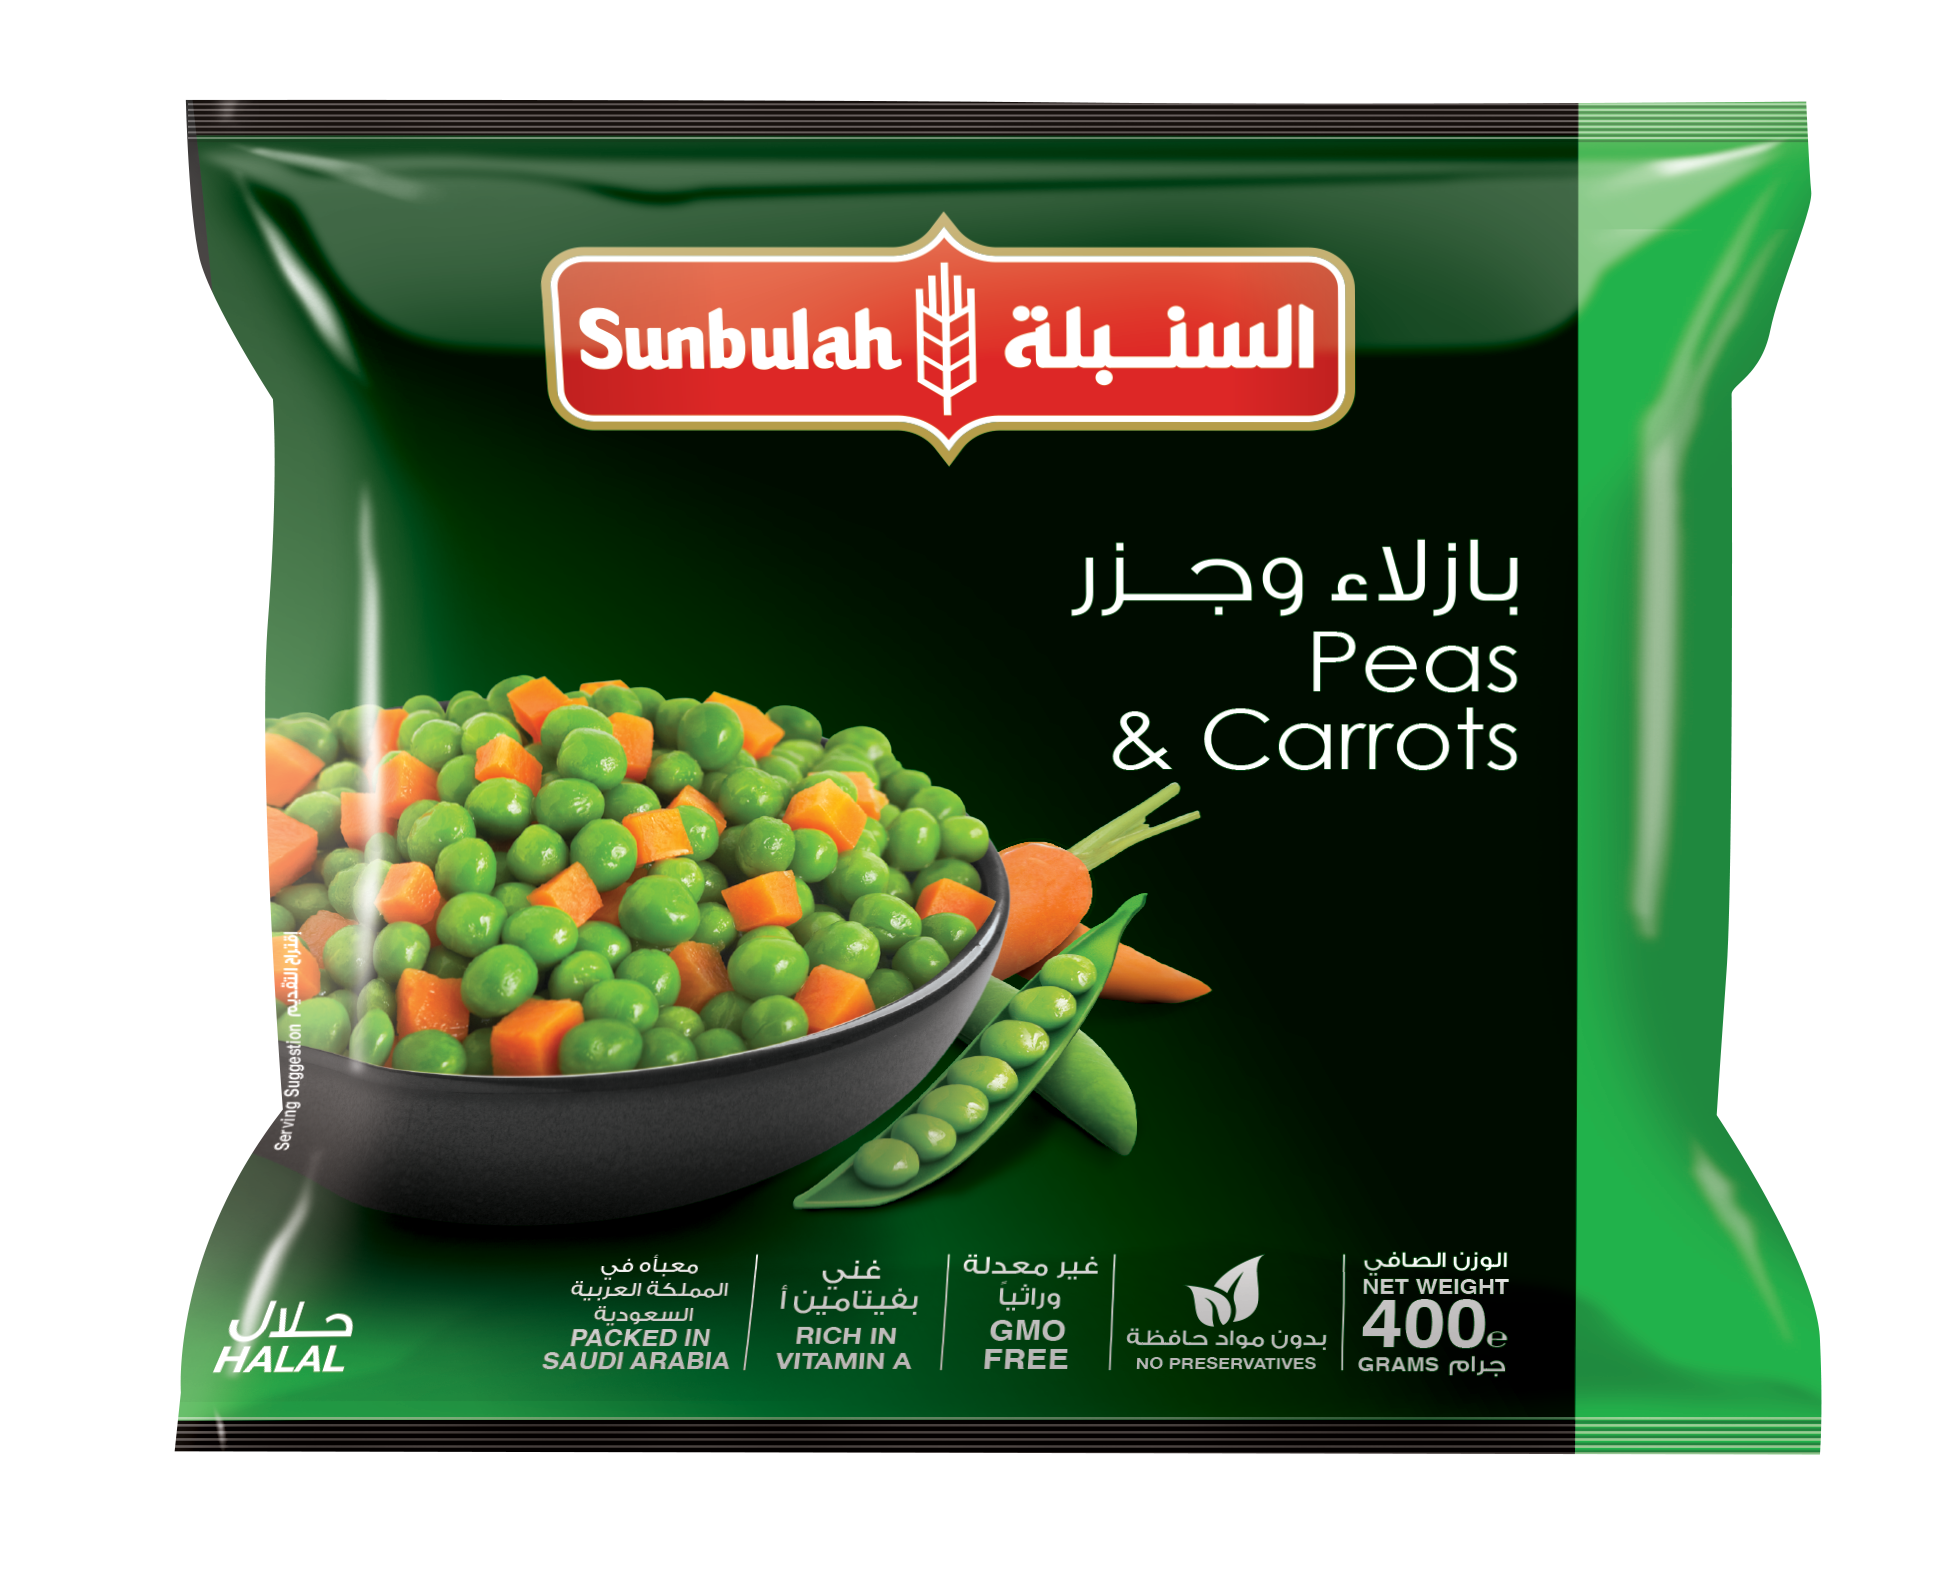 Sunbulah السنبلة
بازلاء وجزر
Peas
& Carrots
Serving Suggestion إقتراح التقديم
حلال
HALAL
معبأه في
المملكة العربية
السعودية
PACKED IN
SAUDI ARABIA
غني
بفيتامين أ
RICH IN
VITAMIN A
غير معدلة
وراثياً
GMO
FREE
بدون مواد حافظة
NO PRESERVATIVES
الوزن الصافي
NET WEIGHT
400e
GRAMS جرام